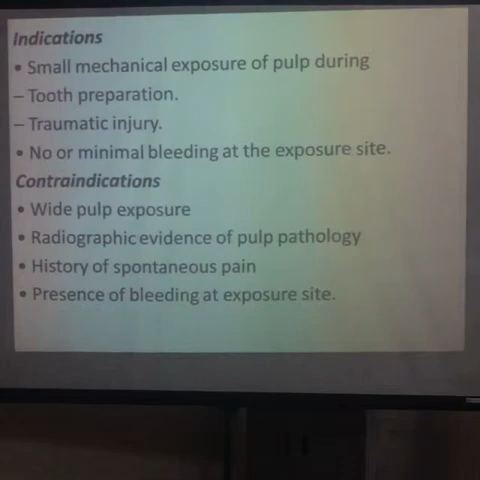 Indications
• Small mechanical exposure of pulp during
– Tooth preparation.
– Traumatic injury.
• No or minimal bleeding at the exposure site.
Contraindications
• Wide pulp exposure
• Radiographic evidence of pulp pathology
• History of spontaneous pain
• Presence of bleeding at exposure site.